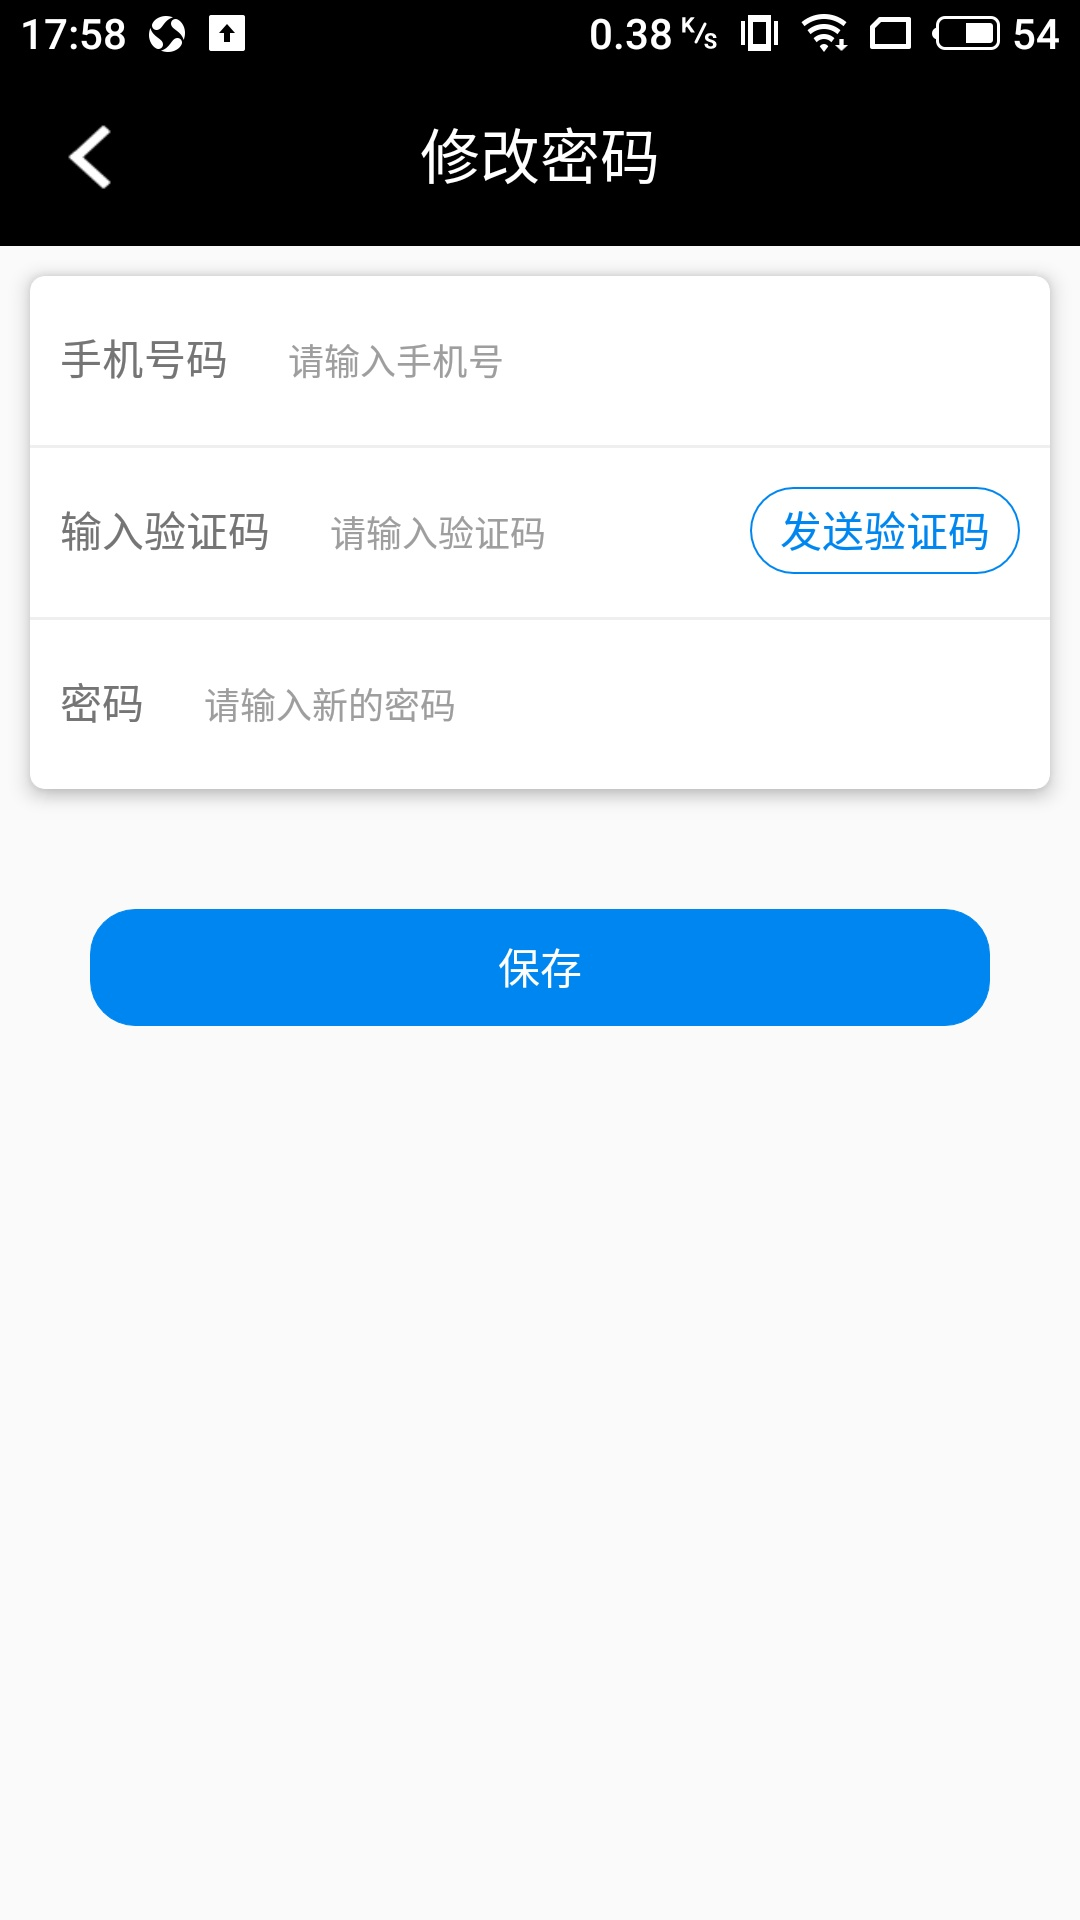 17:58 0.38 K/s 54
修改密码
手机号码 请输入手机号
输入验证码 请输入验证码 发送验证码
密码 请输入新的密码
保存